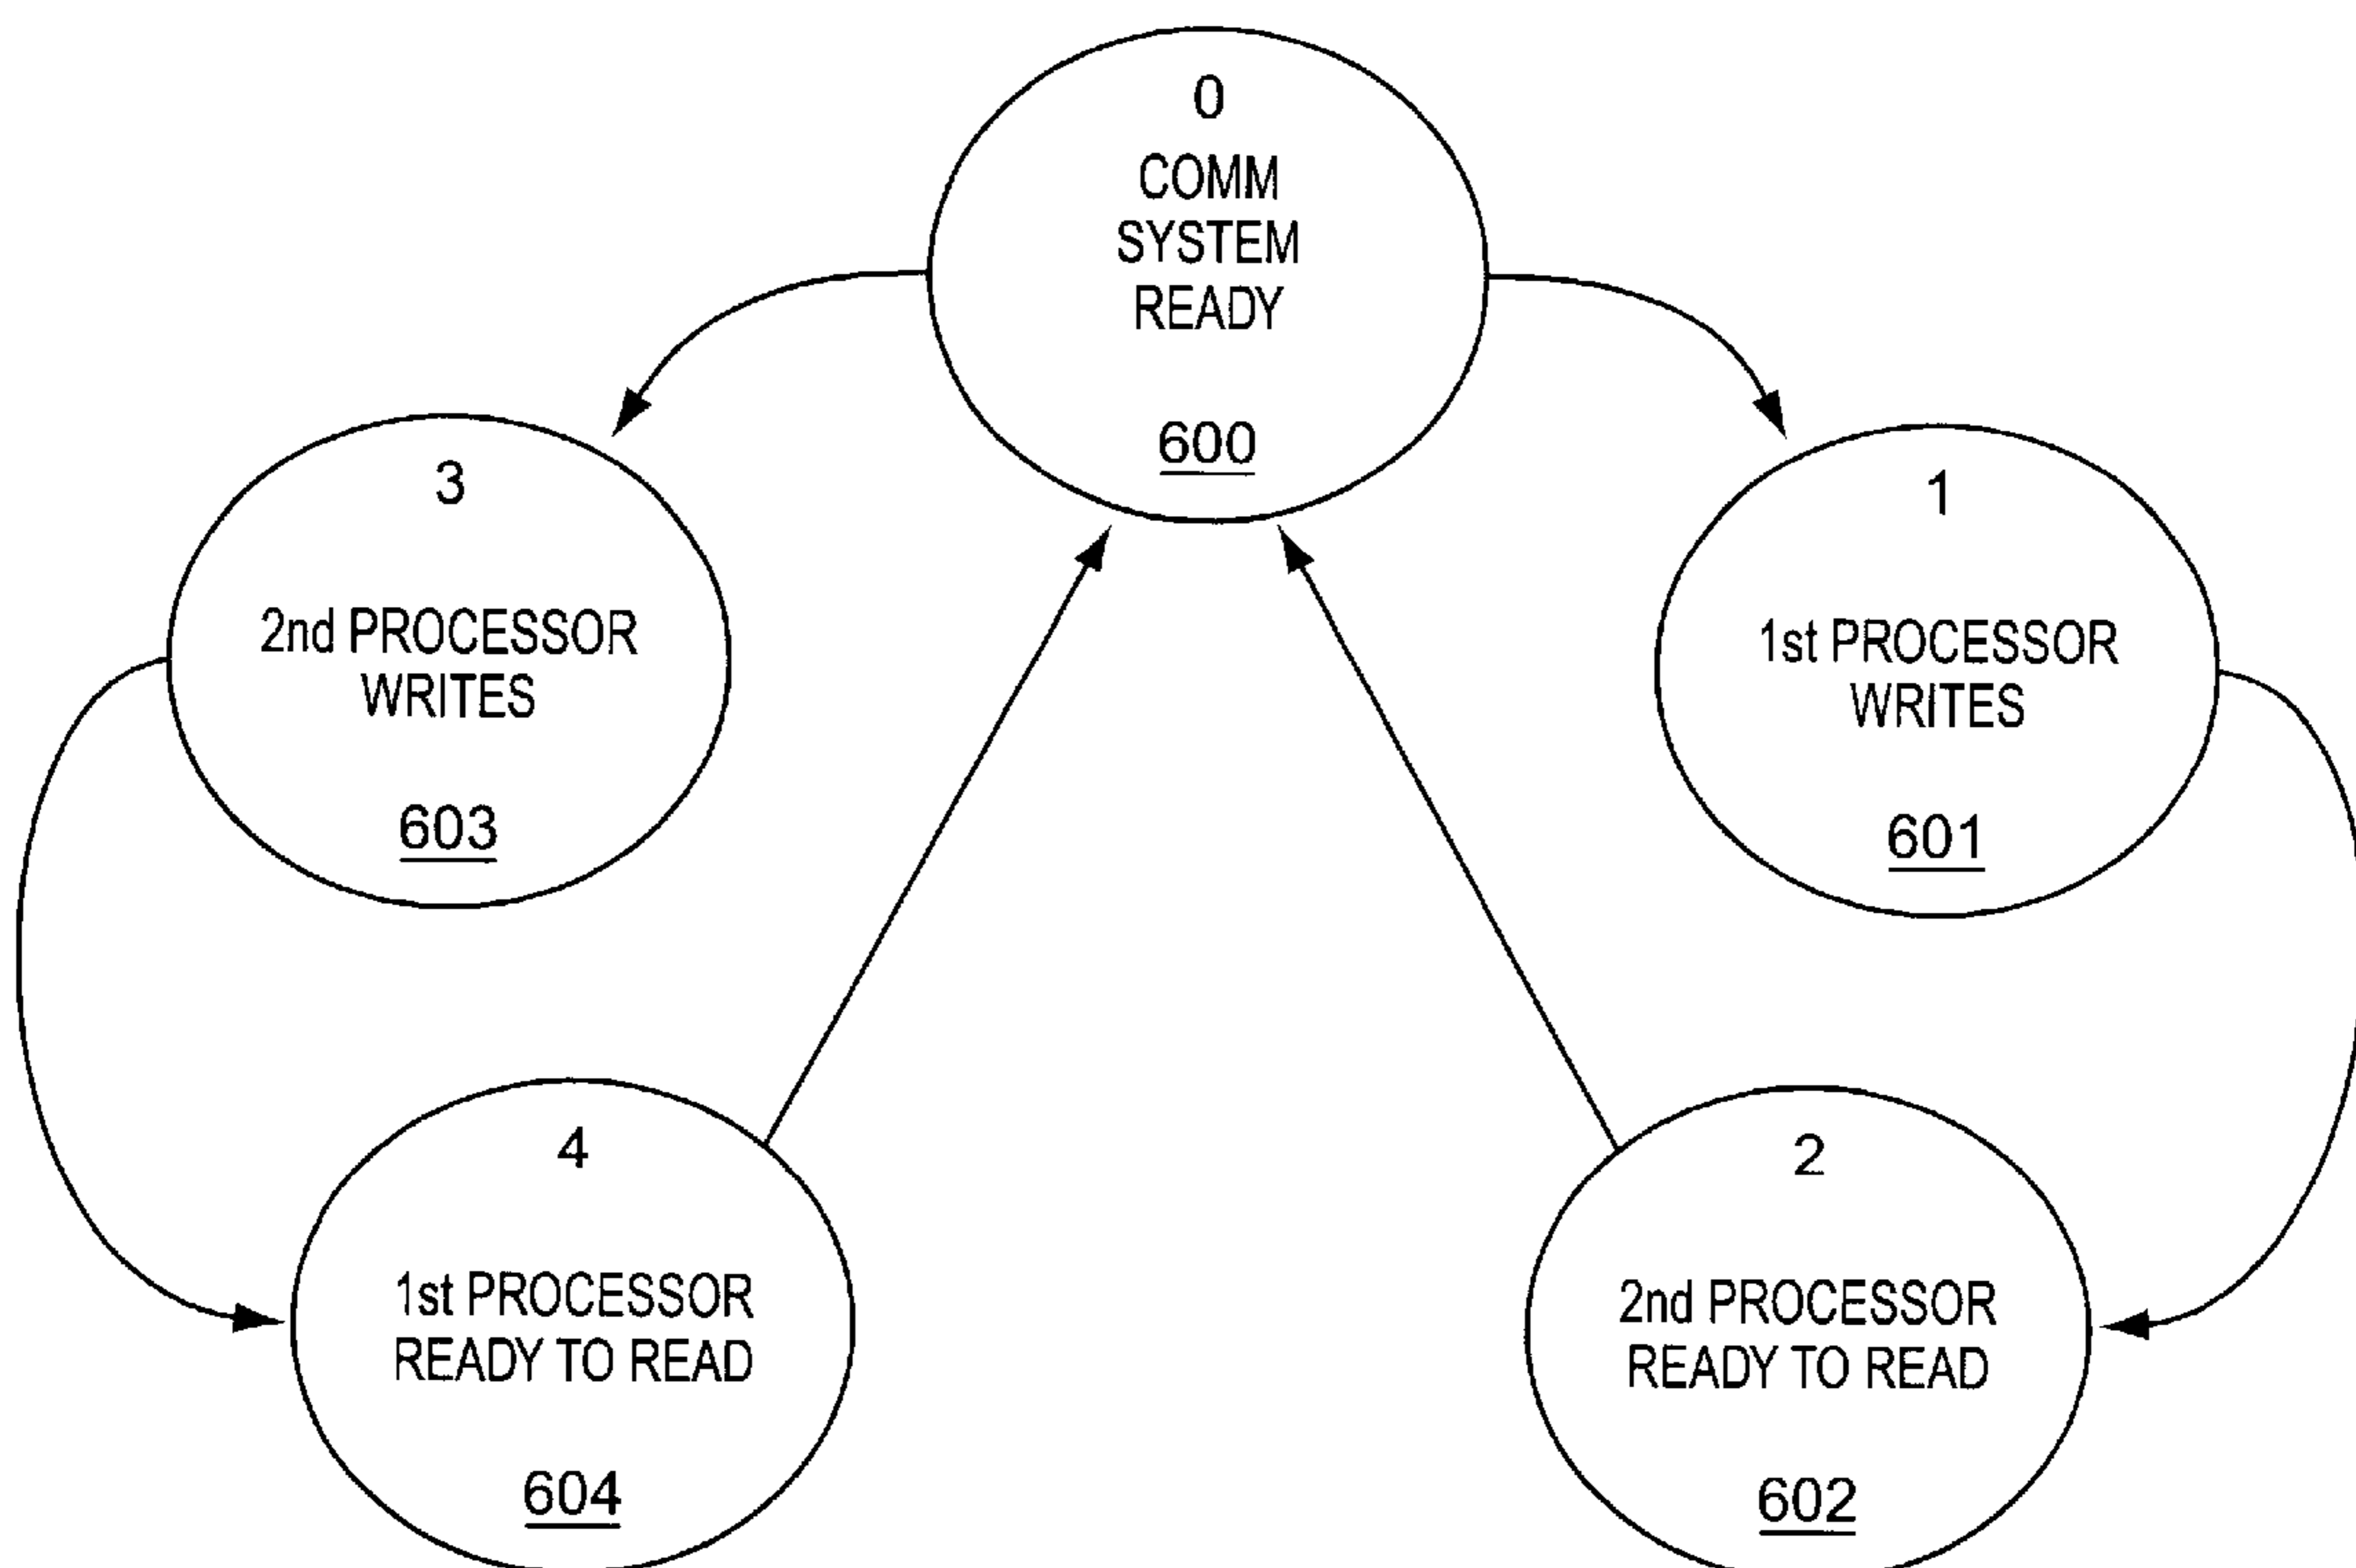 0
COMM
SYSTEM
READY
600
3
2nd PROCESSOR
WRITES
603
1
1st PROCESSOR
WRITES
601
4
1st PROCESSOR
READY TO READ
604
2
2nd PROCESSOR
READY TO READ
602